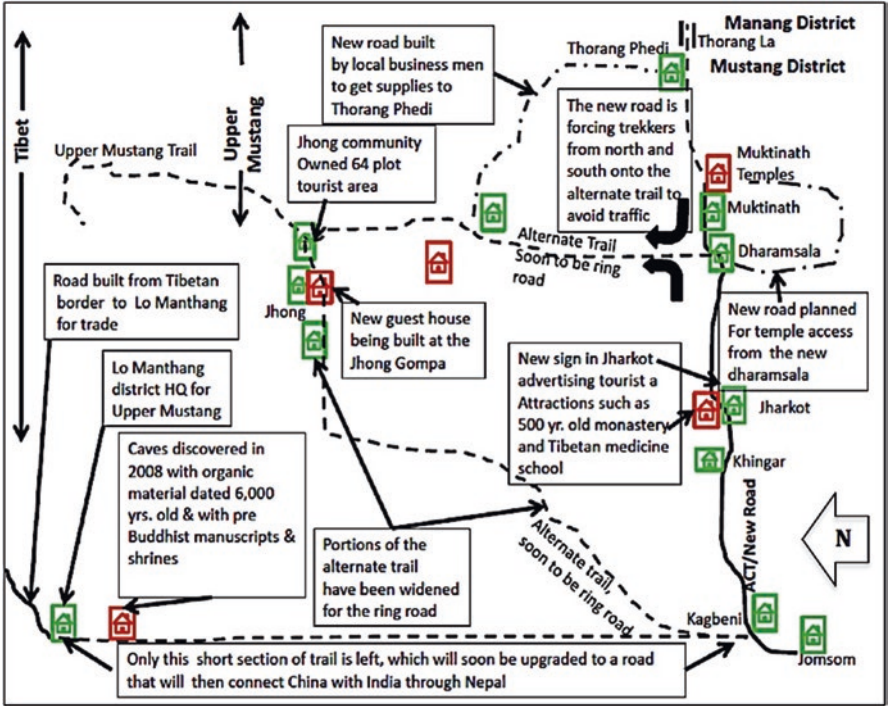 Manang District
Thorang La
Mustang District
Thorang Phedi
New road built
by local business men
to get supplies to
Thorang Phedi
Tibet
Upper
Mustang
Upper Mustang Trail
Jhong community
Owned 64 plot
tourist area
The new road is
forcing trekkers
from north and
south onto the
alternate trail to
avoid traffic
Muktinath
Temples
Muktinath
Alternate Trail
Soon to be ring
road
Dharamsala
Road built from Tibetan
border to Lo Manthang
for trade
Jhong
New guest house
being built at the
Jhong Gompa
New road planned
For temple access
from the new
dharamsala
Lo Manthang
district HQ for
Upper Mustang
New sign in Jharkot
advertising tourist a
Attractions such as
500 yr. old monastery
and Tibetan medicine
school
Jharkot
Khingar
Caves discovered in
2008 with organic
material dated 6,000
yrs. old & with pre
Buddhist manuscripts &
shrines
Portions of the
alternate trail
have been widened
for the ring road
Alternate trail,
soon to be ring road
ACT/New Road
N
Kagbeni
Jomsom
Only this short section of trail is left, which will soon be upgraded to a road
that will then connect China with India through Nepal